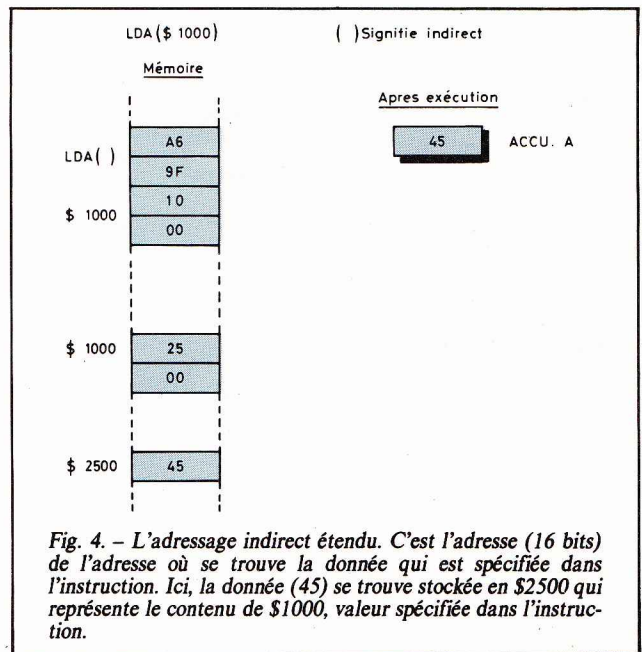 LDA($ 1000) ( )Signifie indirect
Mémoire
Apres exécution
A6
45 ACCU. A
LDA( )
9F
10
$ 1000
00
$ 1000 25
00
$ 2500 45
Fig. 4. – L'adressage indirect étendu. C'est l'adresse (16 bits)
de l'adresse où se trouve la donnée qui est spécifiée dans
l'instruction. Ici, la donnée (45) se trouve stockée en $2500 qui
représente le contenu de $1000, valeur spécifiée dans l'instruc-
tion.